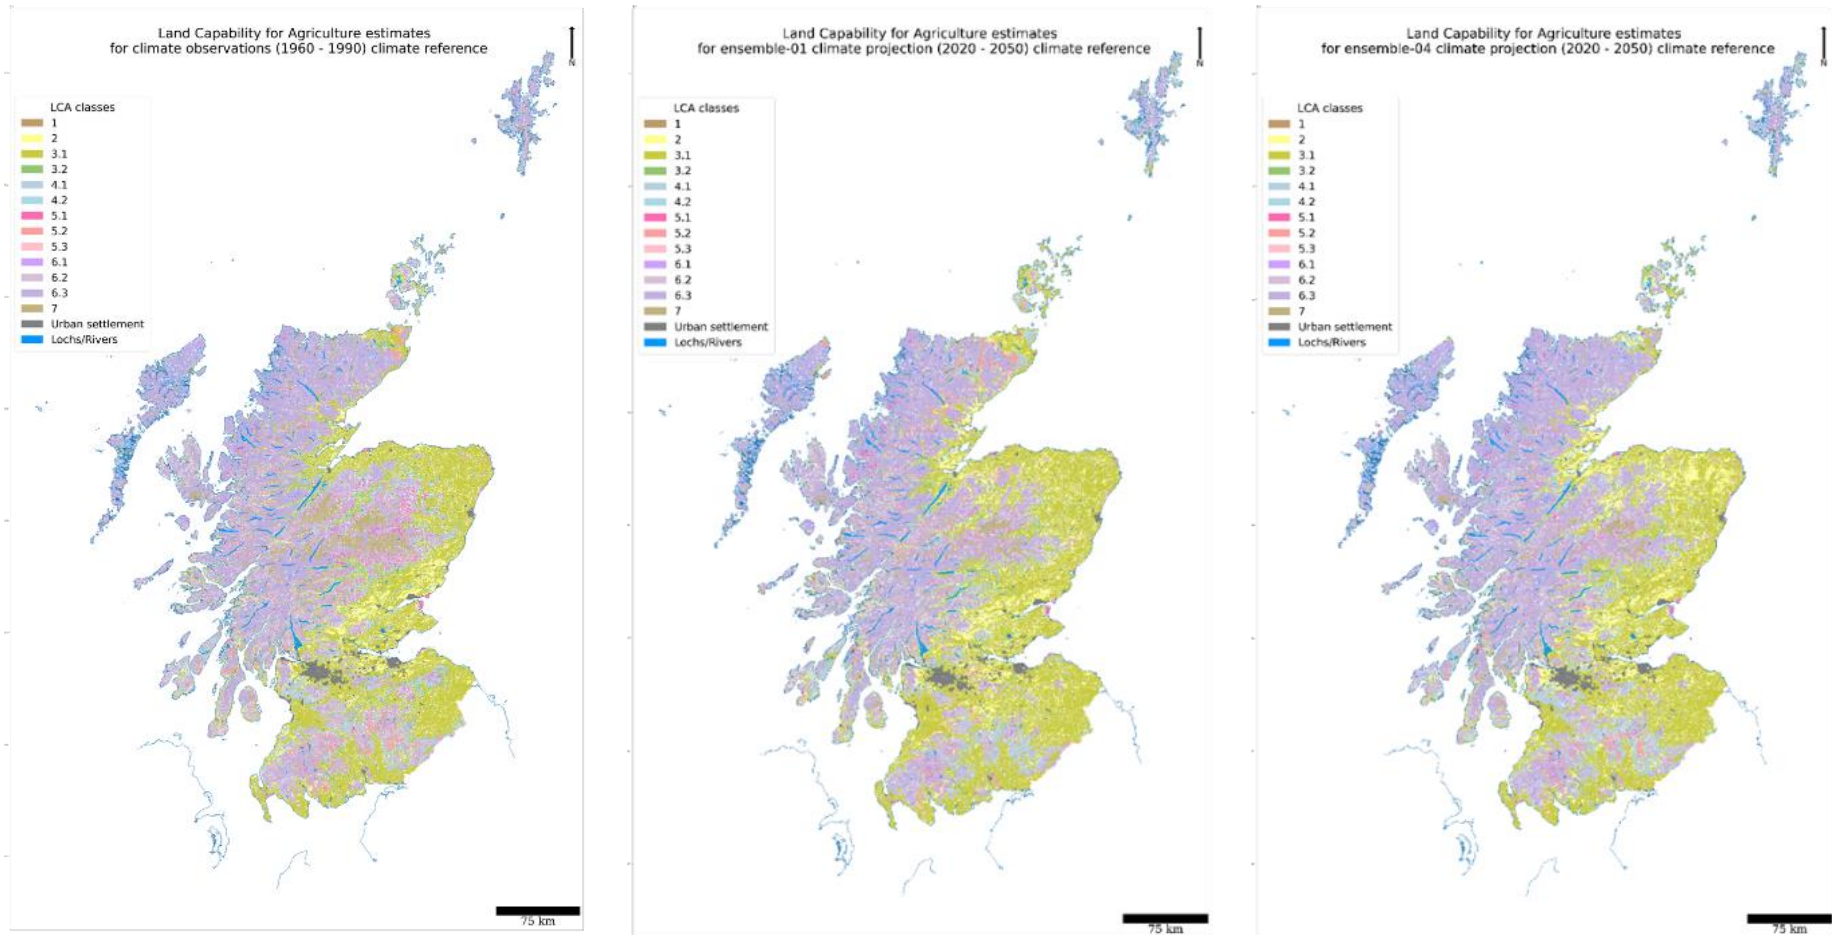 Land Capability for Agriculture estimates
for climate observations (1960 - 1990) climate reference
N
LCA classes
1
2
3.1
3.2
4.1
4.2
5.1
5.2
5.3
6.1
6.2
6.3
7
Urban settlement
Lochs/Rivers
75 km
Land Capability for Agriculture estimates
for ensemble-01 climate projection (2020 - 2050) climate reference
N
LCA classes
1
2
3.1
3.2
4.1
4.2
5.1
5.2
5.3
6.1
6.2
6.3
7
Urban settlement
Lochs/Rivers
75 km
Land Capability for Agriculture estimates
for ensemble-04 climate projection (2020 - 2050) climate reference
N
LCA classes
1
2
3.1
3.2
4.1
4.2
5.1
5.2
5.3
6.1
6.2
6.3
7
Urban settlement
Lochs/Rivers
75 km